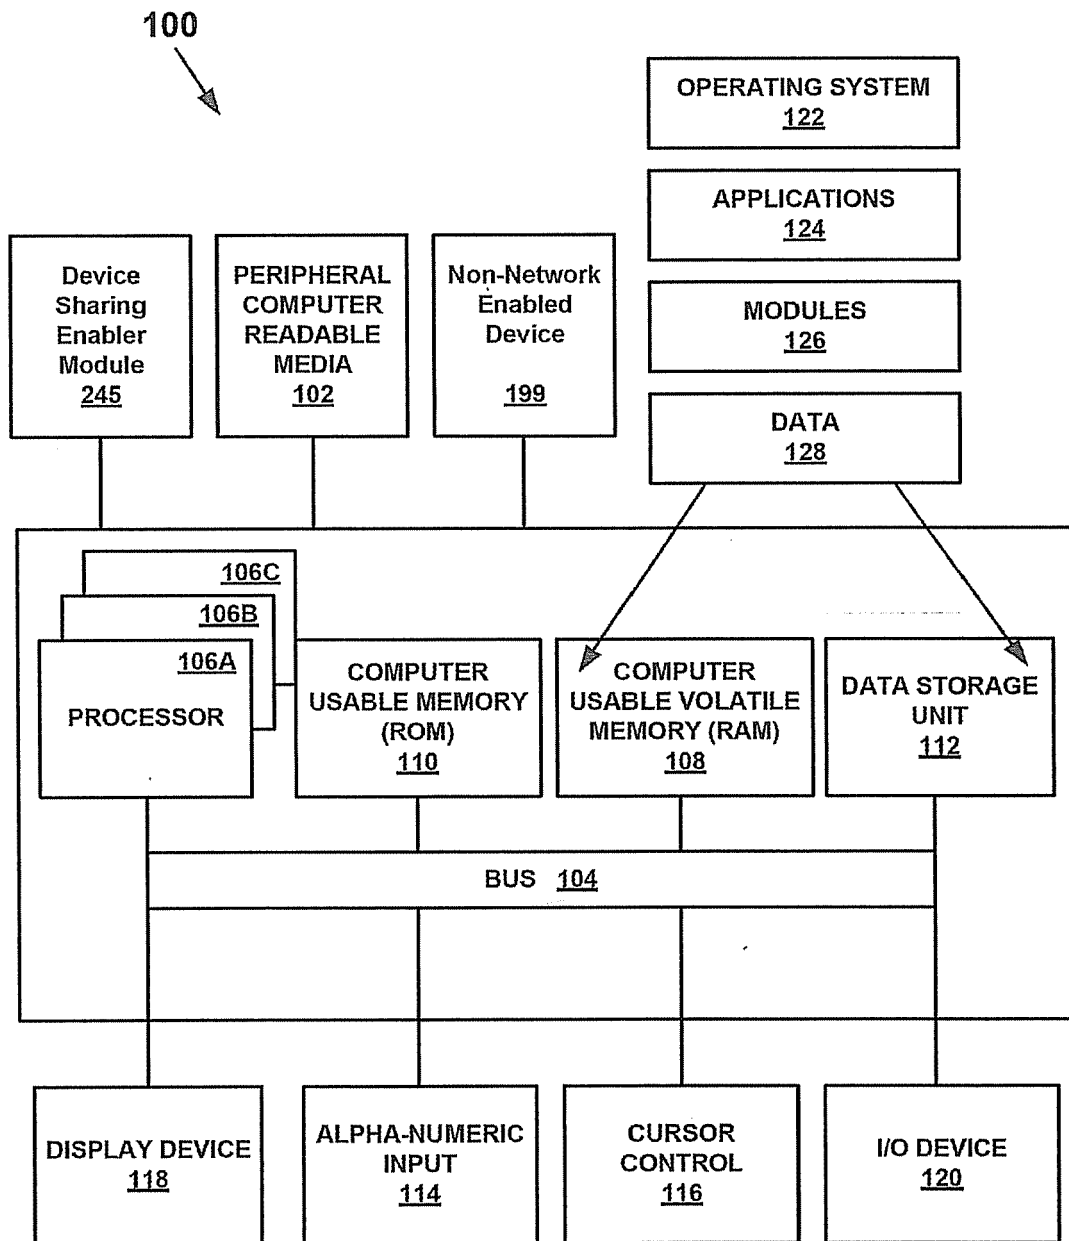 100
OPERATING SYSTEM
122
APPLICATIONS
124
MODULES
126
DATA
128
Device
Sharing
Enabler
Module
245
PERIPHERAL
COMPUTER
READABLE
MEDIA
102
Non-Network
Enabled
Device
199
106C
106B
106A
PROCESSOR
COMPUTER
USABLE MEMORY
(ROM)
110
COMPUTER
USABLE VOLATILE
MEMORY (RAM)
108
DATA STORAGE
UNIT
112
BUS 104
DISPLAY DEVICE
118
ALPHA-NUMERIC
INPUT
114
CURSOR
CONTROL
116
I/O DEVICE
120